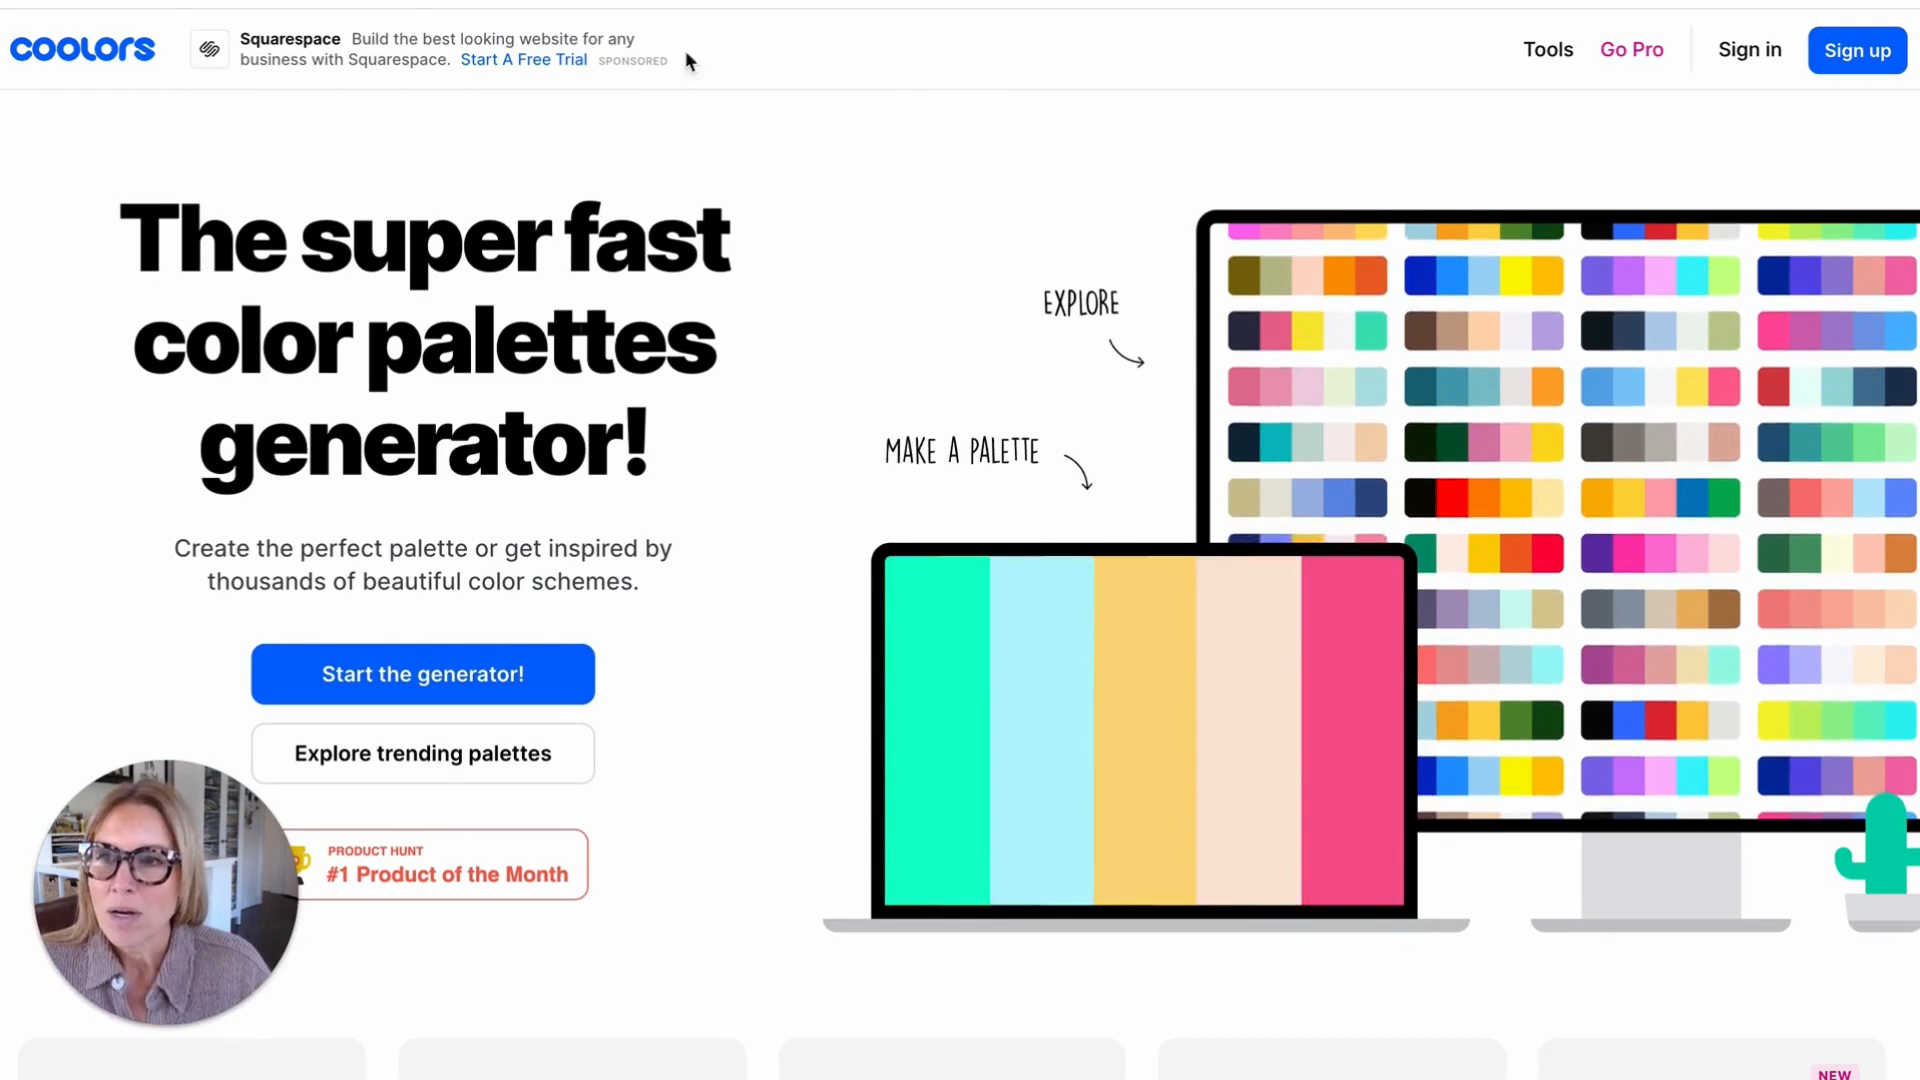 coolors
Squarespace Build the best looking website for any
business with Squarespace. Start A Free Trial SPONSORED
Tools
Go Pro
Sign in
Sign up
The super fast
color palettes
generator!
Create the perfect palette or get inspired by
thousands of beautiful color schemes.
Start the generator!
Explore trending palettes
PRODUCT HUNT
#1 Product of the Month
EXPLORE
MAKE A PALETTE
NEW